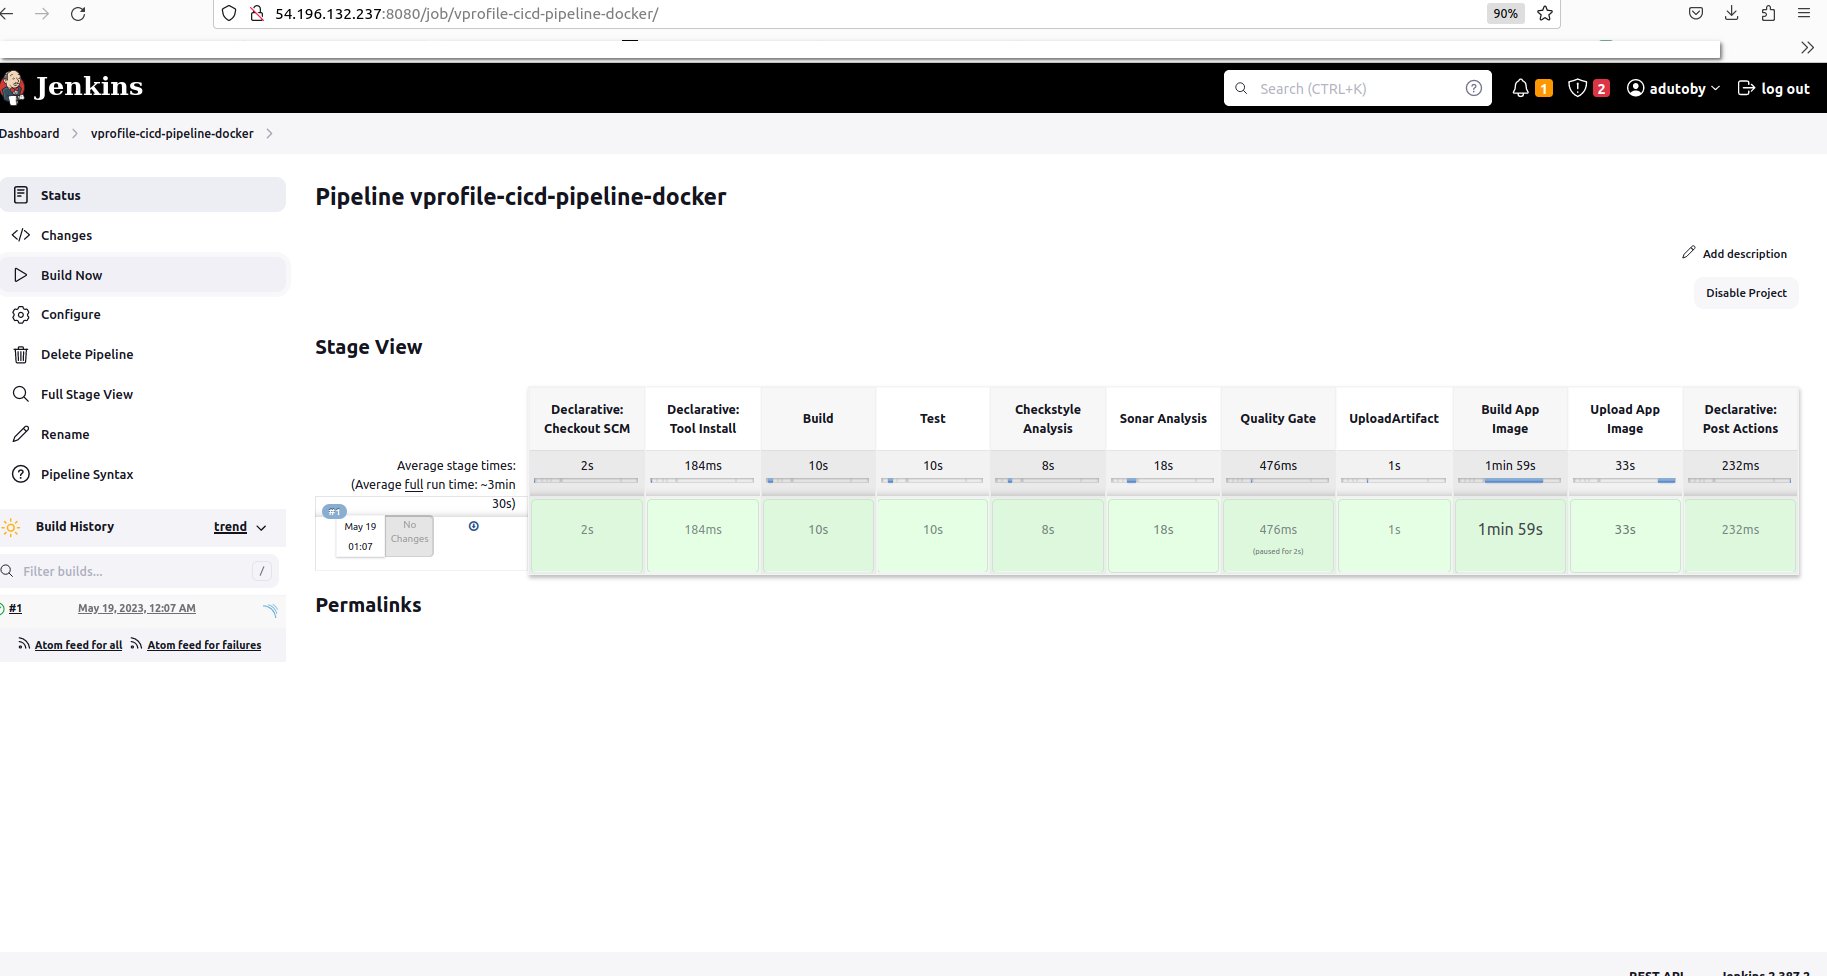 54.196.132.237:8080/job/vprofile-cicd-pipeline-docker/
90%
Jenkins
Search (CTRL+K)
1
2
adutoby
log out
Dashboard
vprofile-cicd-pipeline-docker
Status
Changes
Build Now
Configure
Delete Pipeline
Full Stage View
Rename
Pipeline Syntax
Build History
trend
Filter builds...
/
#1
May 19, 2023, 12:07 AM
Atom feed for all
Atom feed for failures
Pipeline vprofile-cicd-pipeline-docker
Add description
Disable Project
Stage View
Declarative: Checkout SCM
Declarative: Tool Install
Build
Test
Checkstyle Analysis
Sonar Analysis
Quality Gate
UploadArtifact
Build App Image
Upload App Image
Declarative: Post Actions
Average stage times:
(Average full run time: ~3min
30s)
2s
184ms
10s
10s
8s
18s
476ms
1s
1min 59s
33s
232ms
#1
May 19
01:07
No
Changes
2s
184ms
10s
10s
8s
18s
476ms
(paused for 2s)
1s
1min 59s
33s
232ms
Permalinks
REST API
Jenkins 2.387.2